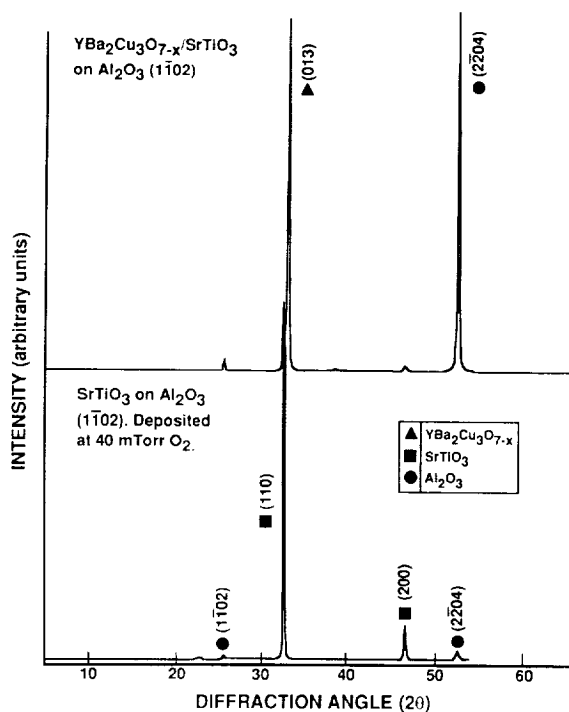 YBa2Cu3O7-x/SrTiO3
on Al2O3 (11̄02)
(013)
(22̄04)
SrTiO3 on Al2O3
(11̄02). Deposited
at 40 mTorr O2.
▲ YBa2Cu3O7-x
■ SrTiO3
● Al2O3
(110)
(11̄02)
(200)
(22̄04)
INTENSITY (arbitrary units)
10 20 30 40 50 60
DIFFRACTION ANGLE (2θ)